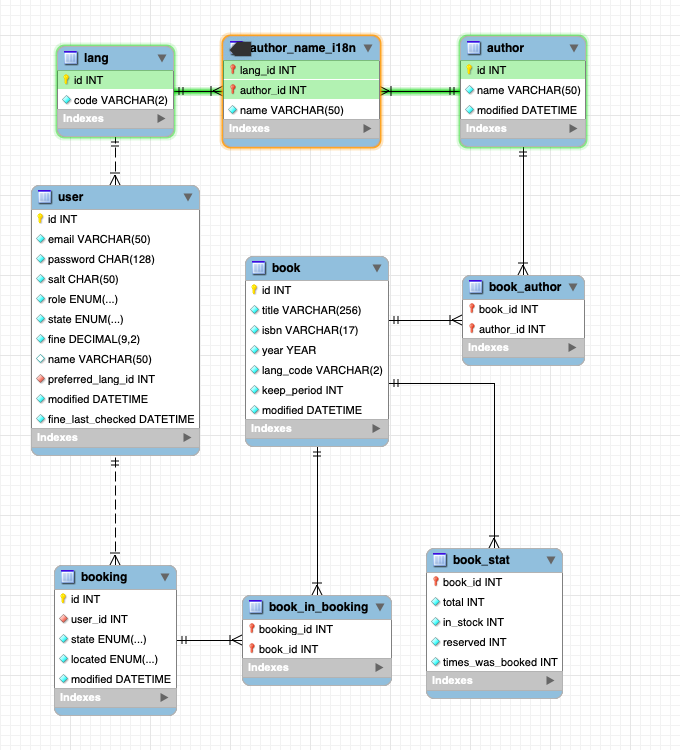 lang
id INT
code VARCHAR(2)
Indexes
author_name_i18n
lang_id INT
author_id INT
name VARCHAR(50)
Indexes
author
id INT
name VARCHAR(50)
modified DATETIME
Indexes
user
id INT
email VARCHAR(50)
password CHAR(128)
salt CHAR(50)
role ENUM(...)
state ENUM(...)
fine DECIMAL(9,2)
name VARCHAR(50)
preferred_lang_id INT
modified DATETIME
fine_last_checked DATETIME
Indexes
book
id INT
title VARCHAR(256)
isbn VARCHAR(17)
year YEAR
lang_code VARCHAR(2)
keep_period INT
modified DATETIME
Indexes
book_author
book_id INT
author_id INT
Indexes
booking
id INT
user_id INT
state ENUM(...)
located ENUM(...)
modified DATETIME
Indexes
book_in_booking
booking_id INT
book_id INT
Indexes
book_stat
book_id INT
total INT
in_stock INT
reserved INT
times_was_booked INT
Indexes